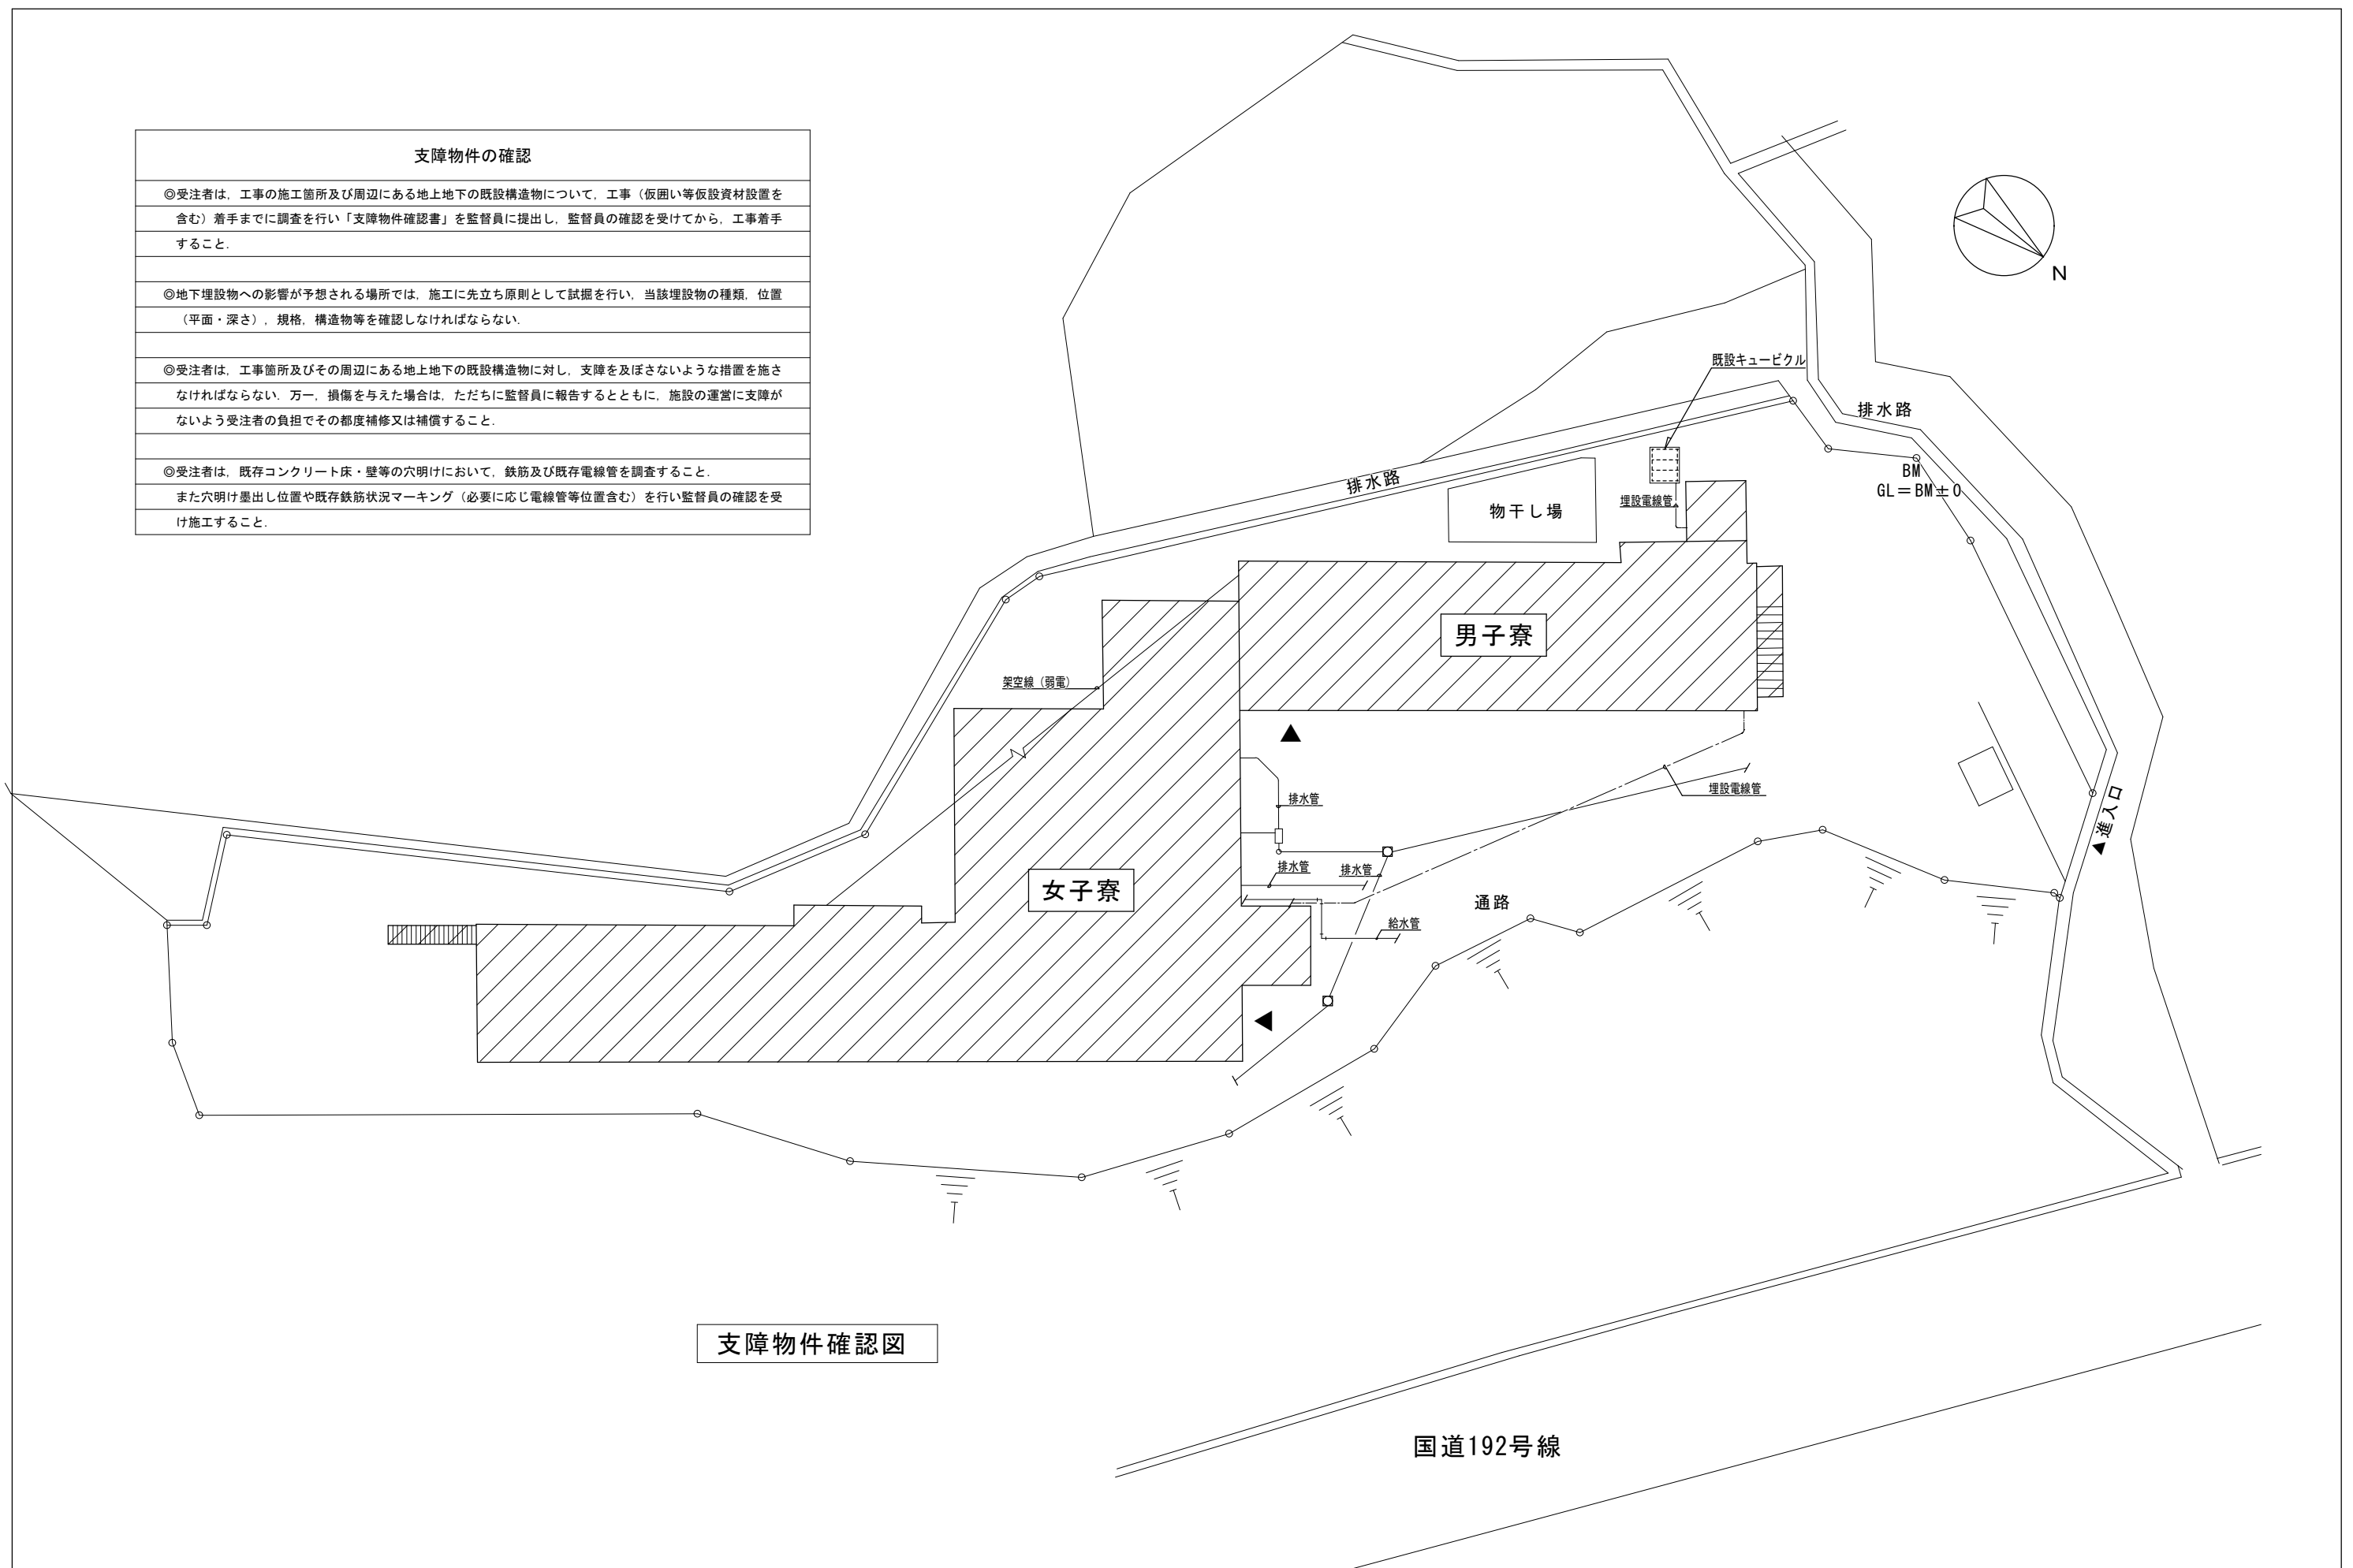 支障物件の確認
◎受注者は，工事の施工箇所及び周辺にある地上地下の既設構造物について，工事（仮囲い等仮設資材設置を
含む）着手までに調査を行い「支障物件確認書」を監督員に提出し，監督員の確認を受けてから，工事着手
すること．
◎地下埋設物への影響が予想される場所では，施工に先立ち原則として試掘を行い，当該埋設物の種類，位置
（平面・深さ），規格，構造物等を確認しなければならない．
◎受注者は，工事箇所及びその周辺にある地上地下の既設構造物に対し，支障を及ぼさないような措置を施さ
なければならない．万一，損傷を与えた場合は，ただちに監督員に報告するとともに，施設の運営に支障が
ないよう受注者の負担でその都度補修又は補償すること．
◎受注者は，既存コンクリート床・壁等の穴明けにおいて，鉄筋及び既存電線管を調査すること．
また穴明け墨出し位置や既存鉄筋状況マーキング（必要に応じ電線管等位置含む）を行い監督員の確認を受
け施工すること．
N
既設キュービクル
排水路
排水路
BM
GL＝BM±0
埋設電線管
物干し場
男子寮
架空線（弱電）
埋設電線管
排水管
▲進入口
排水管
排水管
女子寮
通路
給水管
支障物件確認図
国道192号線